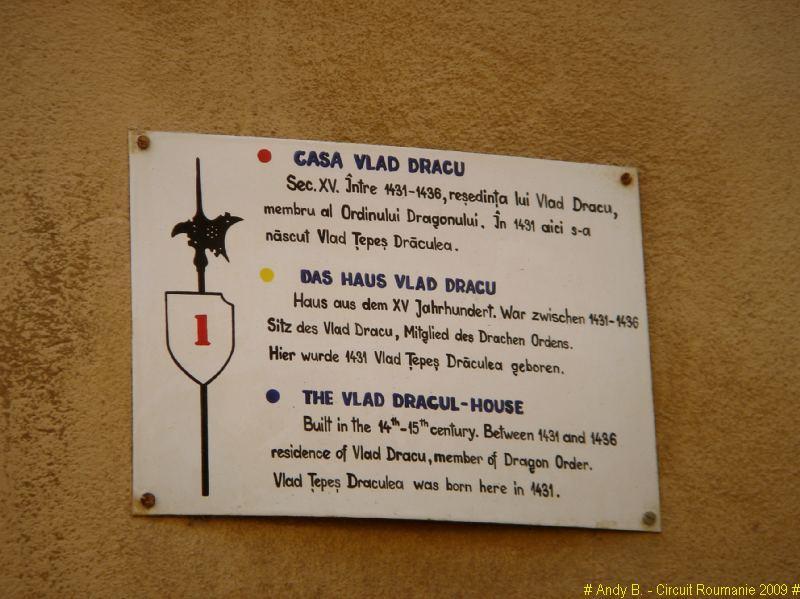 1
CASA VLAD DRACU
Sec. XV. Între 1431-1436, reşedinţa lui Vlad Dracu,
membru al Ordinului Dragonului. În 1431 aici s-a
născut Vlad Ţepeş Drăculea.
DAS HAUS VLAD DRACU
Haus aus dem XV Jahrhundert. War zwischen 1431-1436
Sitz des Vlad Dracu, Mitglied des Drachen Ordens.
Hier wurde 1431 Vlad Ţepeş Drăculea geboren.
THE VLAD DRACUL-HOUSE
Built in the 14th-15th century. Between 1431 and 1436
residence of Vlad Dracu, member of Dragon Order.
Vlad Ţepeş Draculea was born here in 1431.
# Andy B. - Circuit Roumanie 2009 #